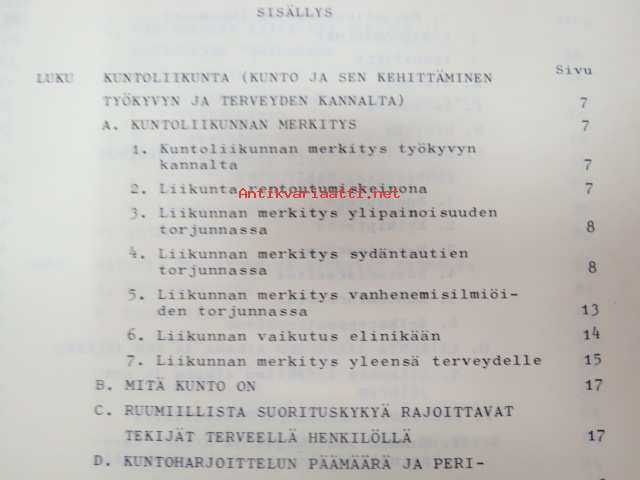 SISÄLLYS
Sivu
LUKU KUNTOLIIKUNTA (KUNTO JA SEN KEHITTÄMINEN
TYÖKYVYN JA TERVEYDEN KANNALTA) 7
A. KUNTOLIIKUNNAN MERKITYS 7
1. Kuntoliikunnan merkitys työkyvyn
kannalta 7
2. Liikunta rentoutumiskeinona 7
Antikvariaatti.net
3. Liikunnan merkitys ylipainoisuuden
torjunnassa 8
4. Liikunnan merkitys sydäntautien
torjunnassa 8
5. Liikunnan merkitys vanhenemisilmiöi-
den torjunnassa 13
6. Liikunnan vaikutus elinikään 14
7. Liikunnan merkitys yleensä terveydelle 15
B. MITÄ KUNTO ON 17
C. RUUMIILLISTA SUORITUSKYKYÄ RAJOITTAVAT
TEKIJÄT TERVEELLÄ HENKILÖLLÄ 17
D. KUNTOHARJOITTELUN PÄÄMÄÄRÄ JA PERI-